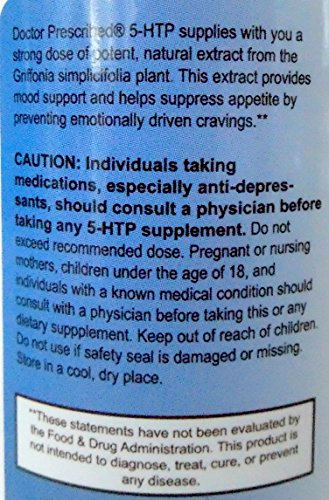 Doctor Prescribed® 5-HTP supplies with you a
strong dose of potent, natural extract from the
Griffonia simplicifolia plant. This extract provides
mood support and helps suppress appetite by
preventing emotionally driven cravings.**
CAUTION: Individuals taking
medications, especially anti-depres-
sants, should consult a physician before
taking any 5-HTP supplement. Do not
exceed recommended dose. Pregnant or nursing
mothers, children under the age of 18, and
individuals with a known medical condition should
consult with a physician before taking this or any
dietary suppplement. Keep out of reach of children.
Do not use if safety seal is damaged or missing.
Store in a cool, dry place.
**These statements have not been evaluated by
the Food & Drug Administration. This product is
not intended to diagnose, treat, cure, or prevent
any disease.